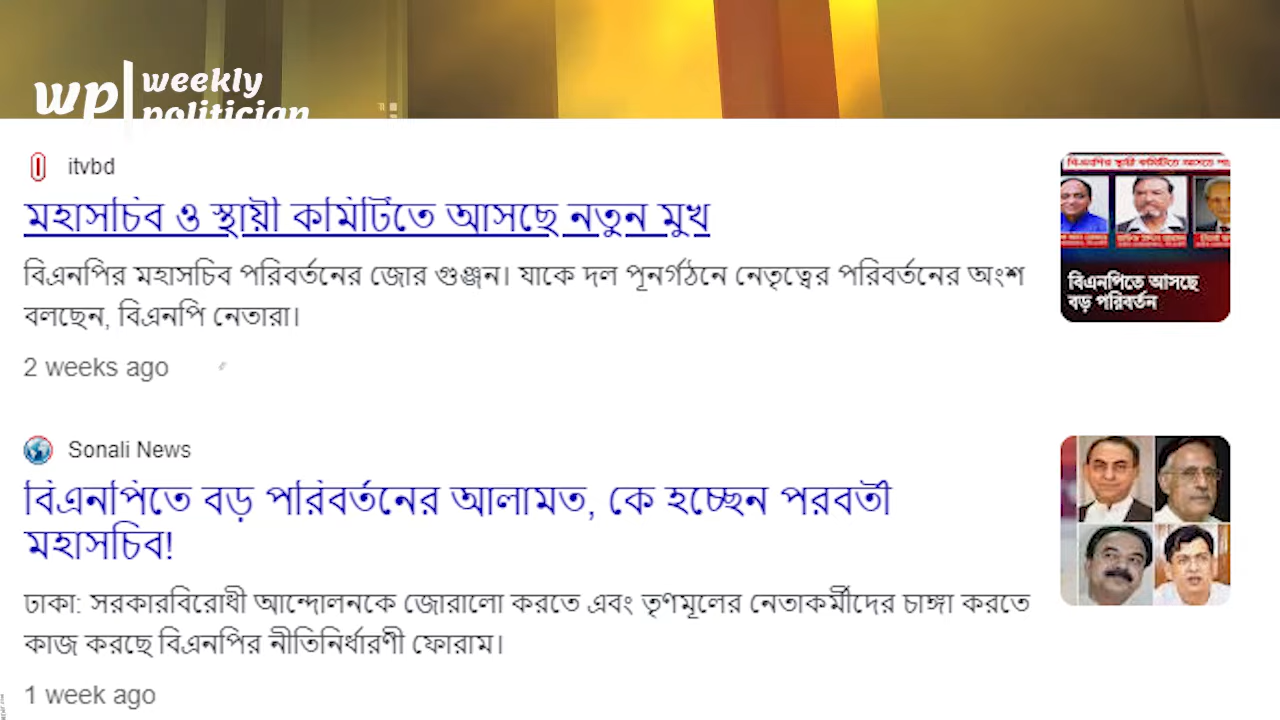 wp weekly
politician
itvbd
মহাসচিব ও স্থায়ী কমিটিতে আসছে নতুন মুখ
বিএনপির মহাসচিব পরিবর্তনের জোর গুঞ্জন। যাকে দল পূনর্গঠনে নেতৃত্বের পরিবর্তনের অংশ
বলছেন, বিএনপি নেতারা।
2 weeks ago
বিএনপির স্থায়ী কমিটিতে আসতে
বিএনপিতে আসছে
বড় পরিবর্তন
Sonali News
বিএনপিতে বড় পরিবর্তনের আলামত, কে হচ্ছেন পরবর্তী
মহাসচিব!
ঢাকা: সরকারবিরোধী আন্দোলনকে জোরালো করতে এবং তৃণমূলের নেতাকর্মীদের চাঙ্গা করতে
কাজ করছে বিএনপির নীতিনির্ধারণী ফোরাম।
1 week ago